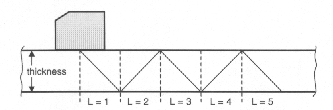 thickness
L = 1 L = 2 L = 3 L = 4 L = 5